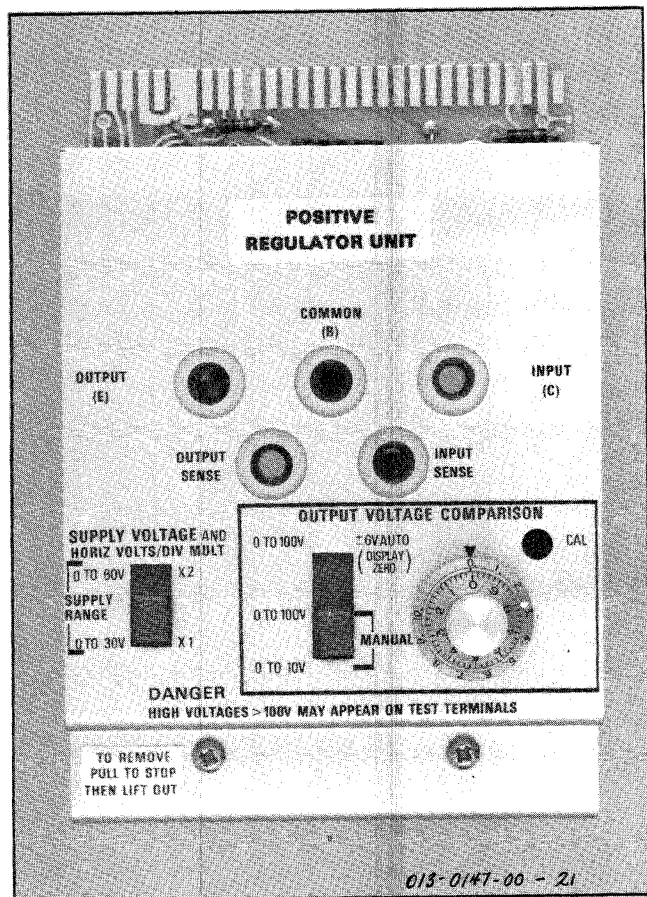 POSITIVE
REGULATOR UNIT
COMMON
(B)
OUTPUT
(E)
INPUT
(C)
OUTPUT
SENSE
INPUT
SENSE
SUPPLY VOLTAGE AND
HORIZ VOLTS/DIV MULT
0 TO 60V
X2
SUPPLY
RANGE
0 TO 30V
X1
OUTPUT VOLTAGE COMPARISON
0 TO 100V
±6V AUTO
(DISPLAY
ZERO)
CAL
0 TO 100V
MANUAL
0 TO 10V
DANGER
HIGH VOLTAGES >100V MAY APPEAR ON TEST TERMINALS
TO REMOVE
PULL TO STOP
THEN LIFT OUT
013-0147-00 - 21